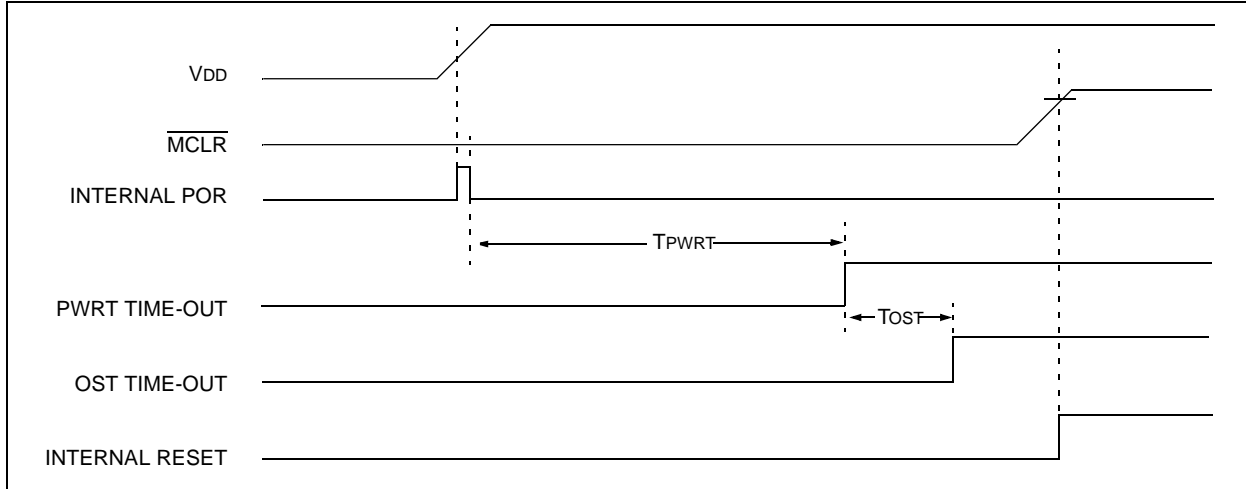 VDD
MCLR
INTERNAL POR
TPWRT
PWRT TIME-OUT
TOST
OST TIME-OUT
INTERNAL RESET